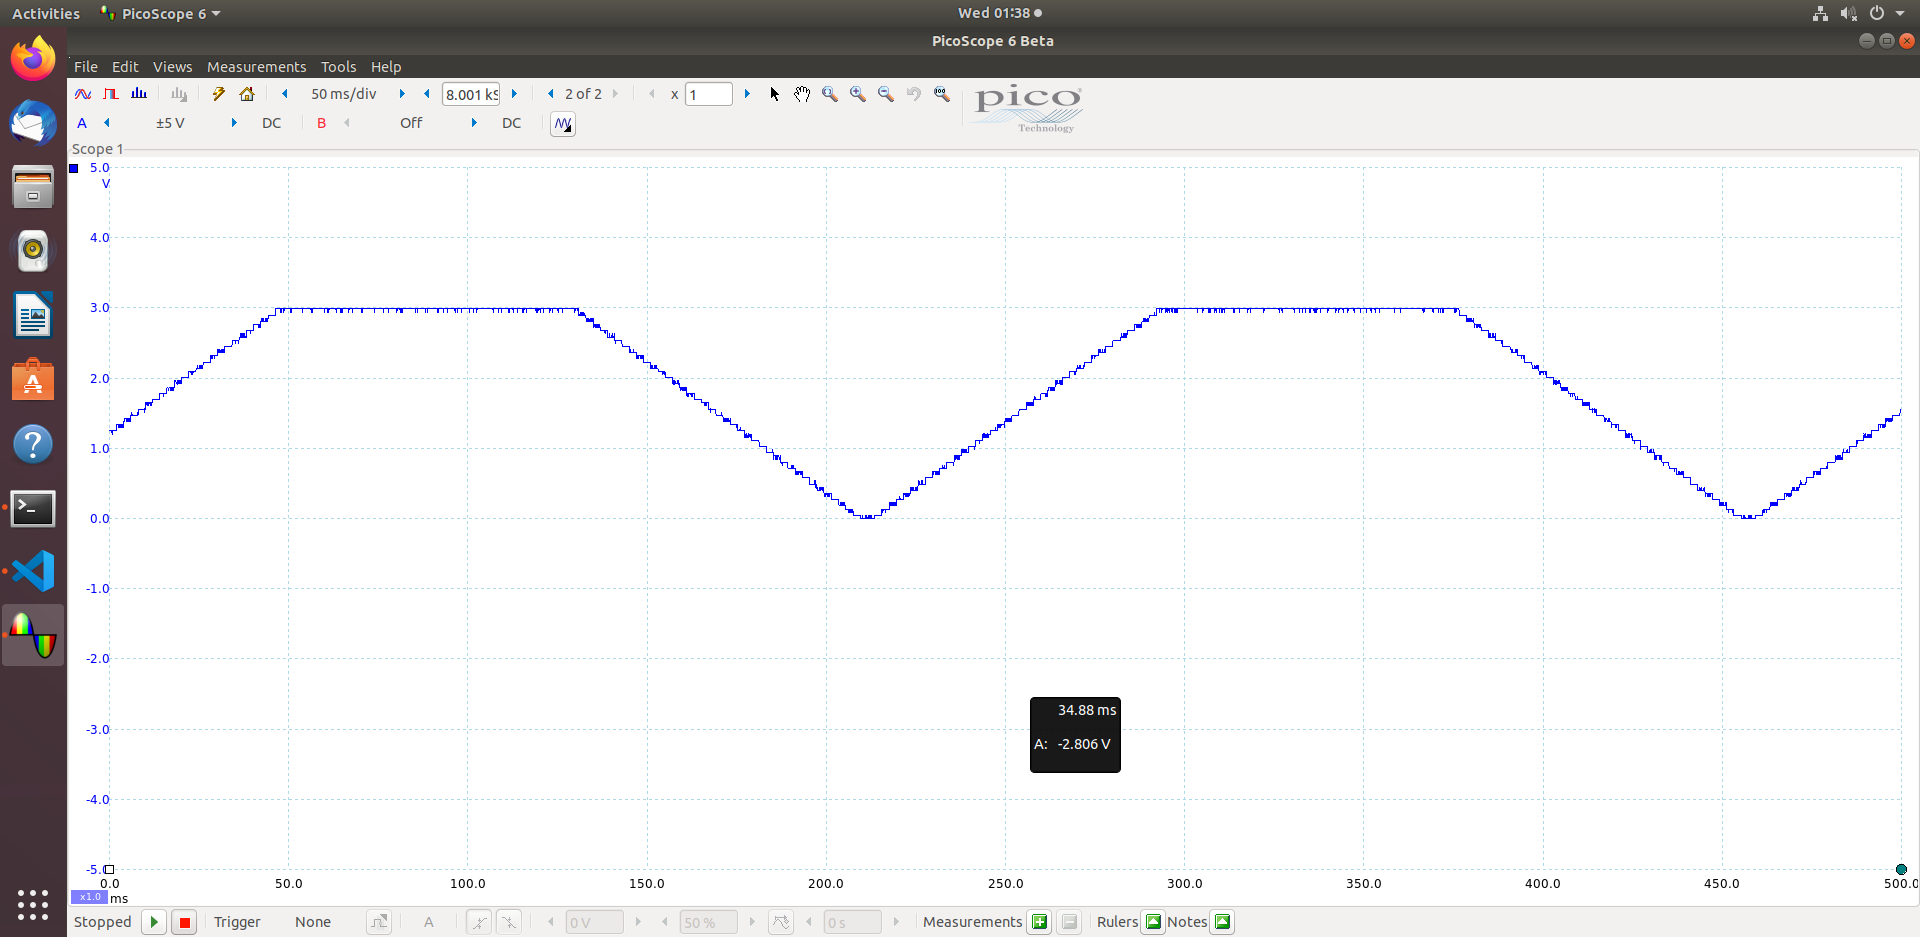 Activities PicoScope 6 Wed 01:38
PicoScope 6 Beta
File Edit Views Measurements Tools Help
50 ms/div 8.001 kS 2 of 2 x 1
pico
Technology
A ±5 V DC B Off DC
Scope 1
5.0
V
4.0
3.0
2.0
1.0
0.0
-1.0
-2.0
34.88 ms
-3.0
A: -2.806 V
-4.0
-5.0
0.0 50.0 100.0 150.0 200.0 250.0 300.0 350.0 400.0 450.0 500.0
x1.0 ms
Stopped Trigger None A 0 V 50 % 0 s Measurements Rulers Notes